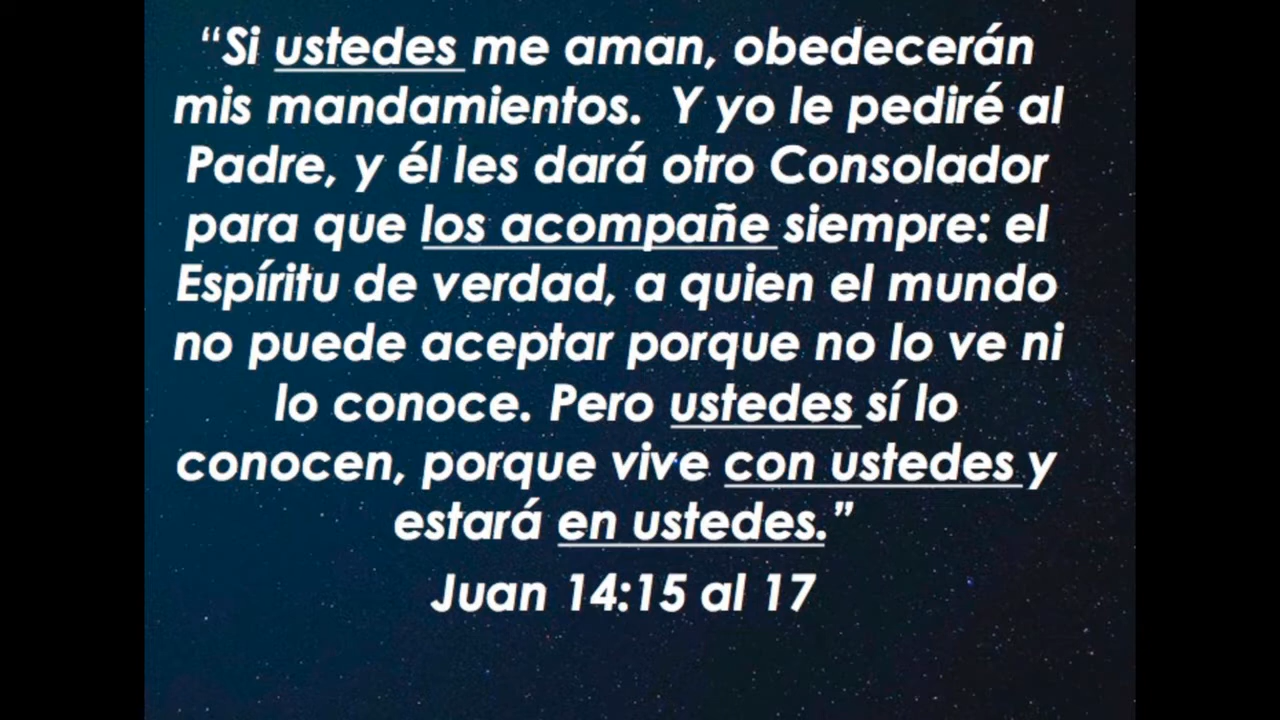 “Si ustedes me aman, obedecerán
mis mandamientos.  Y yo le pediré al
Padre, y él les dará otro Consolador
para que los acompañe siempre: el
Espíritu de verdad, a quien el mundo
no puede aceptar porque no lo ve ni
lo conoce. Pero ustedes sí lo
conocen, porque vive con ustedes y
estará en ustedes.”
Juan 14:15 al 17